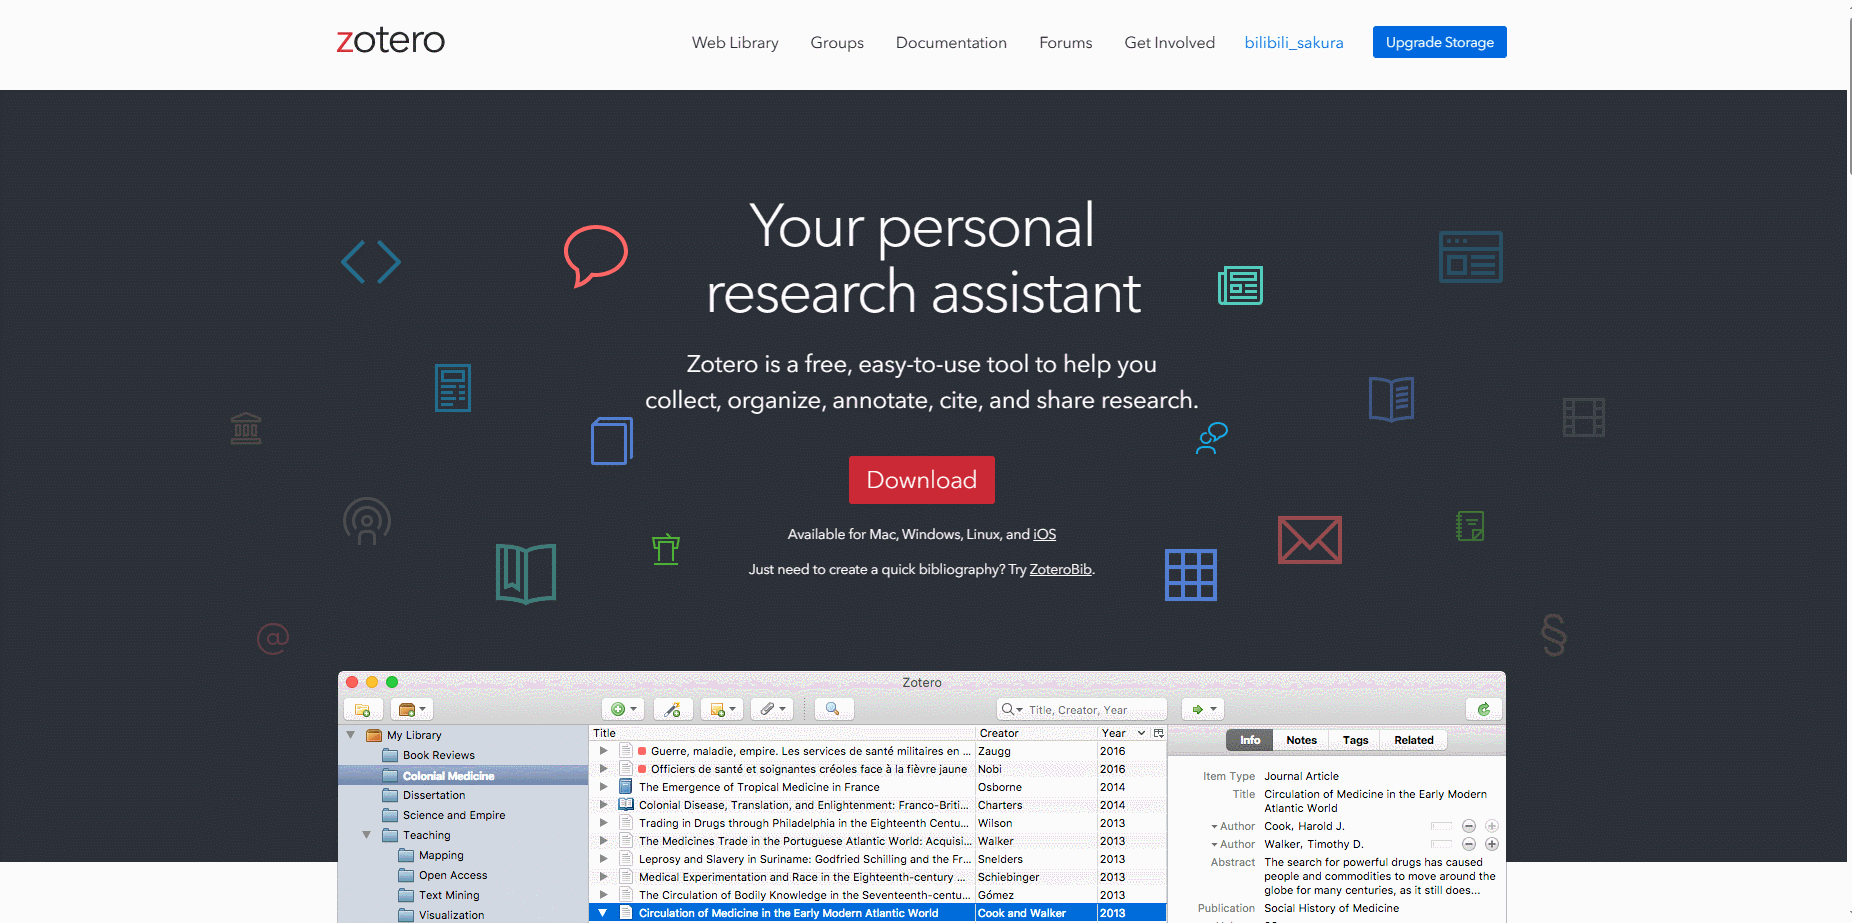 zotero
Web Library Groups Documentation Forums Get Involved bilibili_sakura Upgrade Storage
Your personal
research assistant
Zotero is a free, easy-to-use tool to help you
collect, organize, annotate, cite, and share research.
Download
Available for Mac, Windows, Linux, and iOS
Just need to create a quick bibliography? Try ZoteroBib.
@
§
Zotero
Title, Creator, Year
My Library
Book Reviews
Colonial Medicine
Dissertation
Science and Empire
Teaching
Mapping
Open Access
Text Mining
Visualization
Title Creator Year
Guerre, maladie, empire. Les services de santé militaires en ... Zaugg 2016
Officiers de santé et soignantes créoles face à la fièvre jaune Nobi 2016
The Emergence of Tropical Medicine in France Osborne 2014
Colonial Disease, Translation, and Enlightenment: Franco-Briti... Charters 2014
Trading in Drugs through Philadelphia in the Eighteenth Centu... Wilson 2013
The Medicines Trade in the Portuguese Atlantic World: Acquisi... Walker 2013
Leprosy and Slavery in Suriname: Godfried Schilling and the Fr... Snelders 2013
Medical Experimentation and Race in the Eighteenth-century ... Schiebinger 2013
The Circulation of Bodily Knowledge in the Seventeenth-centu... Gómez 2013
Circulation of Medicine in the Early Modern Atlantic World Cook and Walker 2013
Info Notes Tags Related
Item Type Journal Article
Title Circulation of Medicine in the Early Modern
Atlantic World
Author Cook, Harold J.
Author Walker, Timothy D.
Abstract The search for powerful drugs has caused
people and commodities to move around the
globe for many centuries, as it still does...
Publication Social History of Medicine